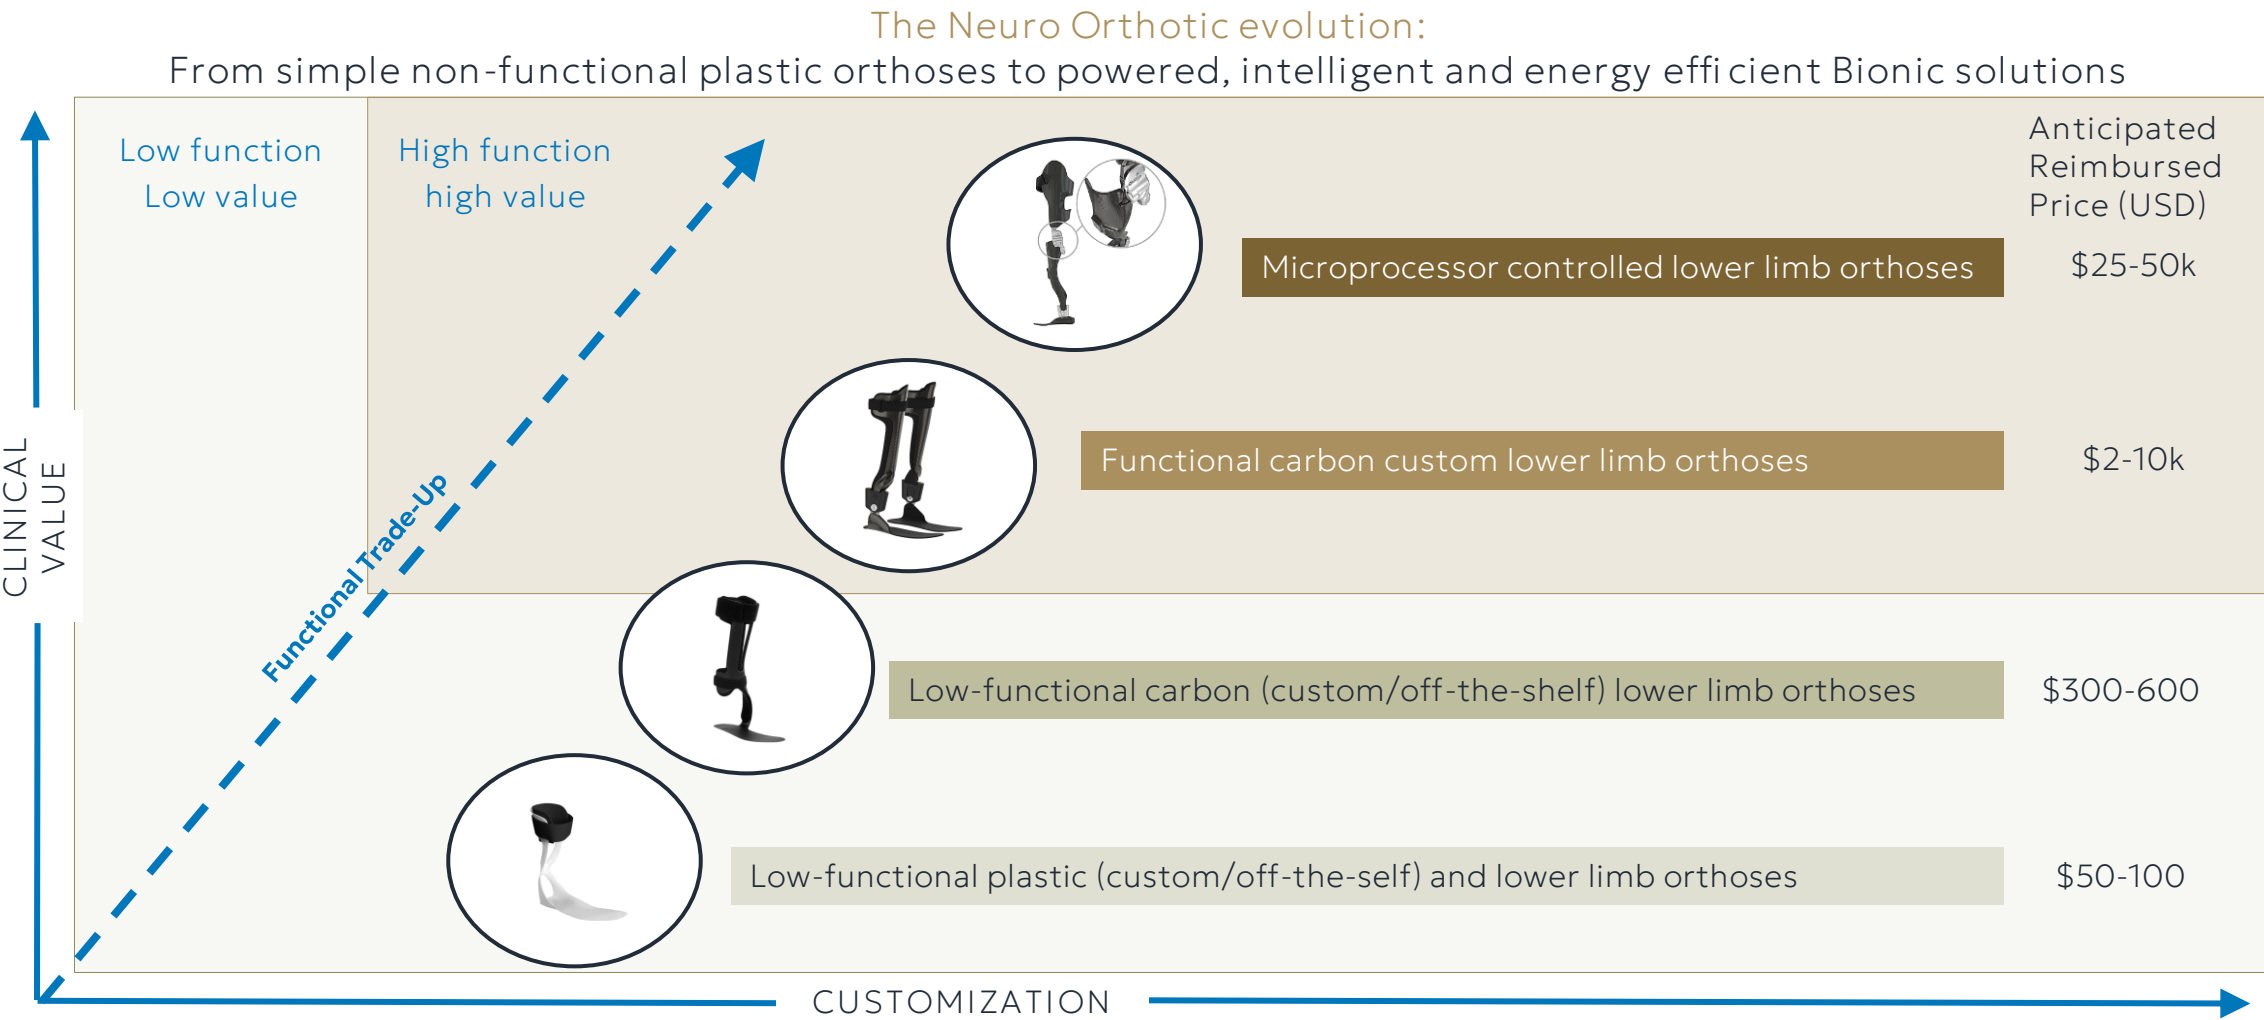 The Neuro Orthotic evolution:
From simple non-functional plastic orthoses to powered, intelligent and energy efficient Bionic solutions
Low function
Low value
High function
high value
Anticipated
Reimbursed
Price (USD)
Microprocessor controlled lower limb orthoses
$25-50k
Functional carbon custom lower limb orthoses
$2-10k
CLINICAL
VALUE
Functional Trade-Up
Low-functional carbon (custom/off-the-shelf) lower limb orthoses
$300-600
Low-functional plastic (custom/off-the-self) and lower limb orthoses
$50-100
CUSTOMIZATION